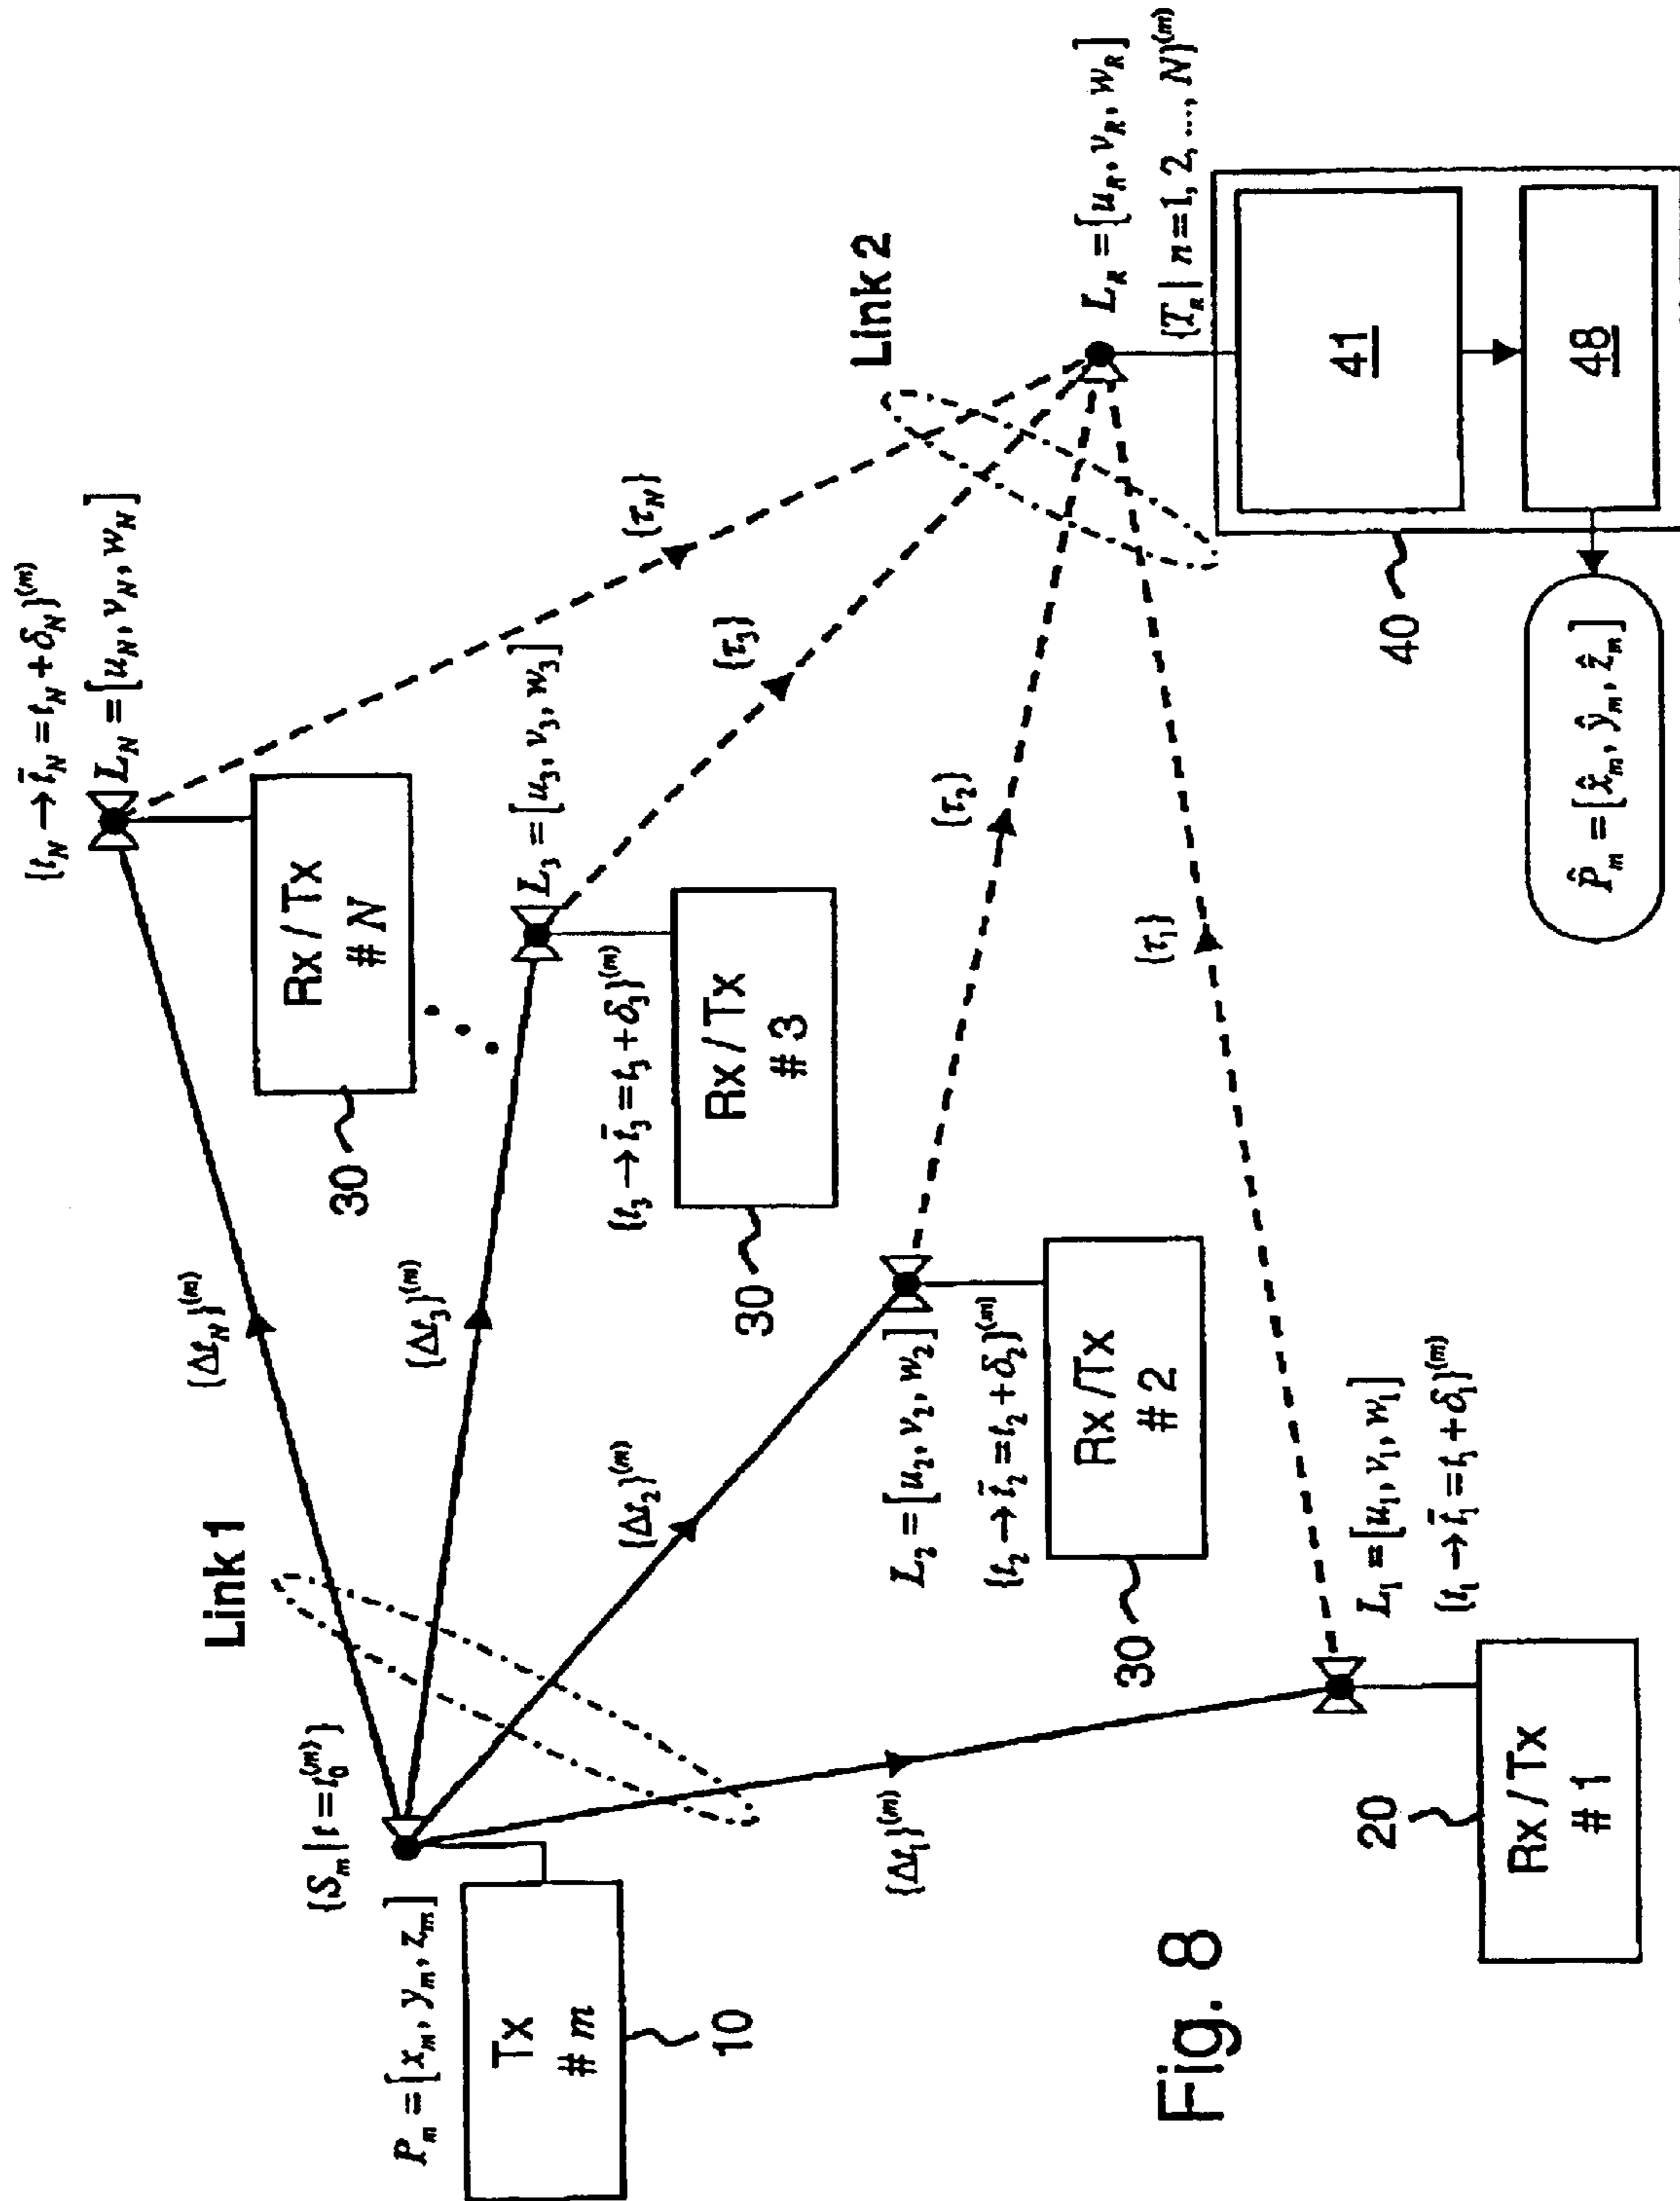 Link 1
Link 2
{S_m | t = t_0^(m)}
P_m = [x_m, y_m, z_m]
Tx
# m
10
{Δt_N}^(m)
{Δt_3}^(m)
{Δt_2}^(m)
{Δt_1}^(m)
{t_N → t̄_N = t_N + δ_N}^(m)
L_N = [u_N, v_N, w_N]
Rx / Tx
# N
30
L_3 = [u_3, v_3, w_3]
{t_3 → t̄_3 = t_3 + δ_3}^(m)
Rx / Tx
# 3
30
L_2 = [u_2, v_2, w_2]
{t_2 → t̄_2 = t_2 + δ_2}^(m)
Rx /Tx
# 2
30
L_1 = [u_1, v_1, w_1]
{t_1 → t̄_1 = t_1 + δ_1}^(m)
20
Rx / Tx
# 1
{τ_N}
{τ_3}
{τ_2}
{τ_1}
L_R = [u_R, v_R, w_R]
{T_n | n = 1, 2, ..., N}^(m)
41
48
40
P̂_m = [x̂_m, ŷ_m, ẑ_m]
Fig. 8